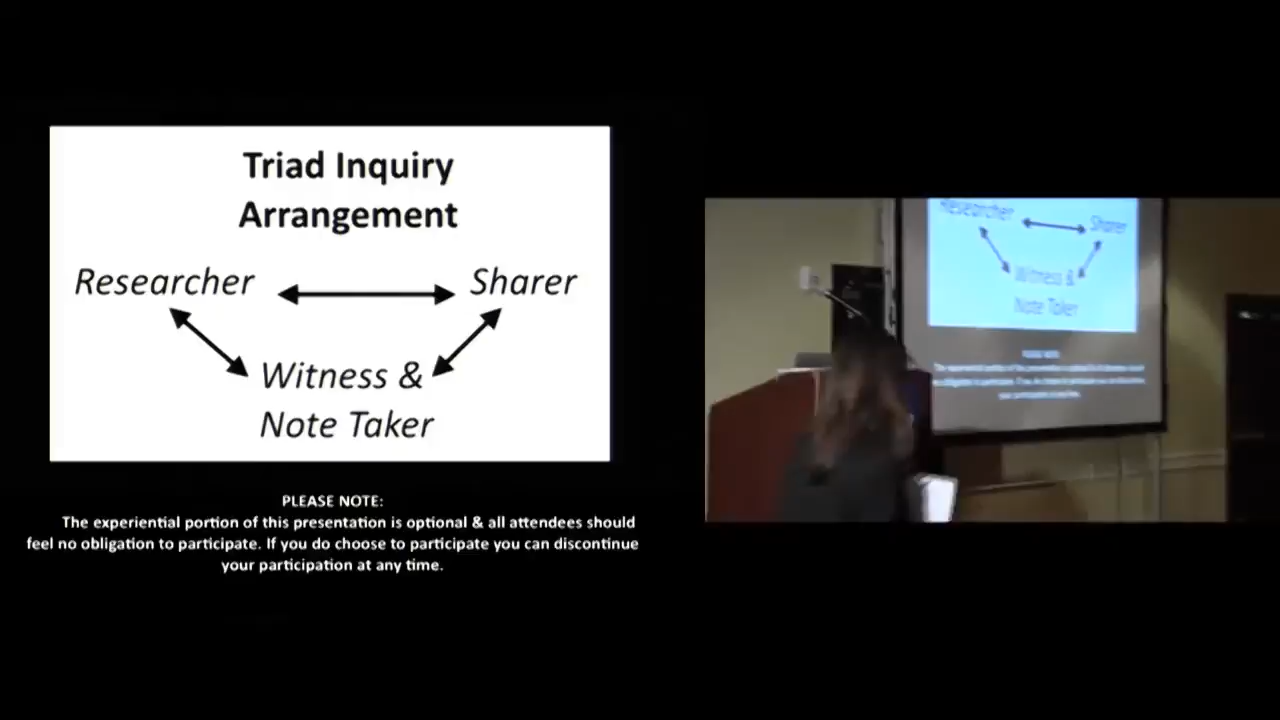 Triad Inquiry
Arrangement
Researcher
Sharer
Witness &
Note Taker
PLEASE NOTE:
The experiential portion of this presentation is optional & all attendees should
feel no obligation to participate. If you do choose to participate you can discontinue
your participation at any time.
Researcher
Sharer
Witness &
Note Taker